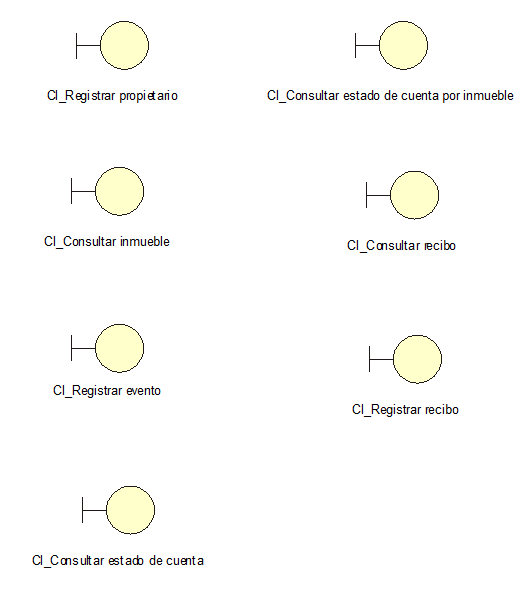 CI_Registrar propietario
CI_Consultar estado de cuenta por inmueble
CI_Consultar inmueble
CI_Consultar recibo
CI_Registrar evento
CI_Registrar recibo
CI_Consultar estado de cuenta